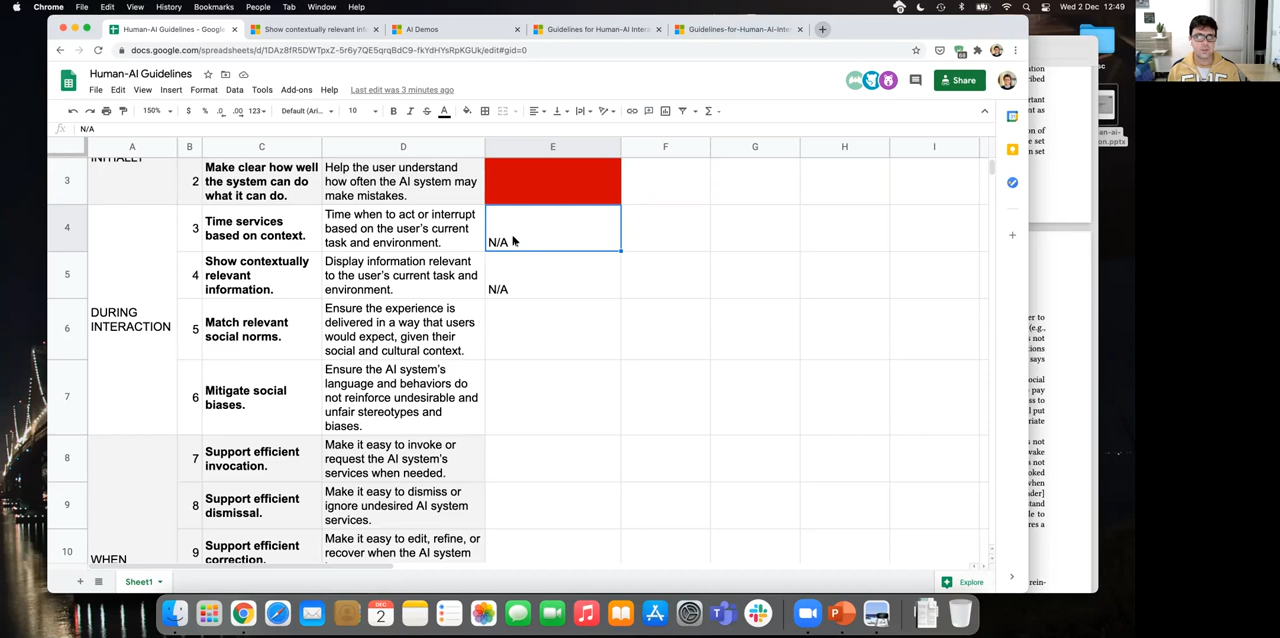 Chrome File Edit View History Bookmarks People Tab Window Help Wed 2 Dec 12:49
Human-AI Guidelines - Google Show contextually relevant inf AI Demos Guidelines for Human-AI Intera Guidelines-for-Human-AI-Inter
docs.google.com/spreadsheets/d/1DAz8fR5DWTpxZ-5r6y7QE5qrqBdC9-fkYdHYsRpKGUk/edit#gid=0
Human-AI Guidelines
File Edit View Insert Format Data Tools Add-ons Help Last edit was 3 minutes ago
Share
150% $ % .0 .00 123 Default (Ari... 10 B I S A
fx N/A
A B C D E F G H I
INITIALLY
3 2 Make clear how well the system can do what it can do. Help the user understand how often the AI system may make mistakes.
4 3 Time services based on context. Time when to act or interrupt based on the user's current task and environment. N/A
5 4 Show contextually relevant information. Display information relevant to the user's current task and environment. N/A
DURING INTERACTION
6 5 Match relevant social norms. Ensure the experience is delivered in a way that users would expect, given their social and cultural context.
7 6 Mitigate social biases. Ensure the AI system's language and behaviors do not reinforce undesirable and unfair stereotypes and biases.
8 7 Support efficient invocation. Make it easy to invoke or request the AI system's services when needed.
9 8 Support efficient dismissal. Make it easy to dismiss or ignore undesired AI system services.
10 WHEN 9 Support efficient correction. Make it easy to edit, refine, or recover when the AI system
Sheet1 Explore